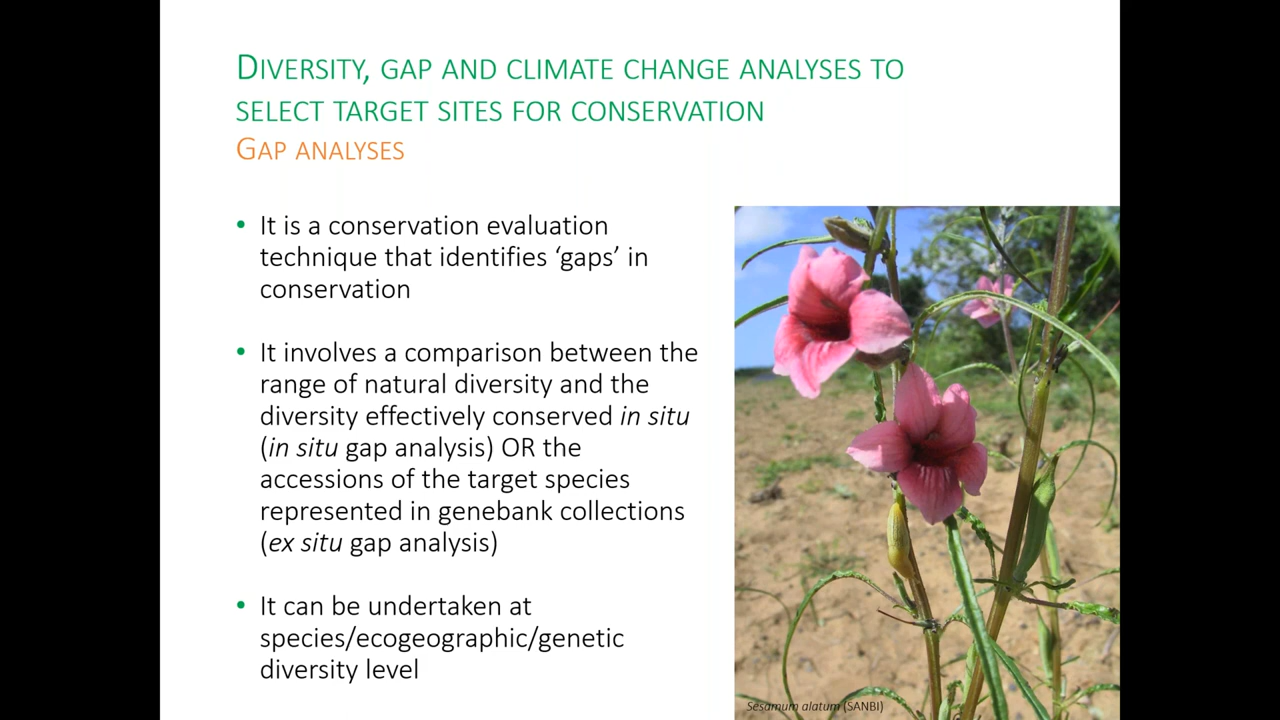 DIVERSITY, GAP AND CLIMATE CHANGE ANALYSES TO
SELECT TARGET SITES FOR CONSERVATION
GAP ANALYSES
• It is a conservation evaluation
technique that identifies ‘gaps’ in
conservation
• It involves a comparison between the
range of natural diversity and the
diversity effectively conserved in situ
(in situ gap analysis) OR the
accessions of the target species
represented in genebank collections
(ex situ gap analysis)
• It can be undertaken at
species/ecogeographic/genetic
diversity level
Sesamum alatum (SANBI)